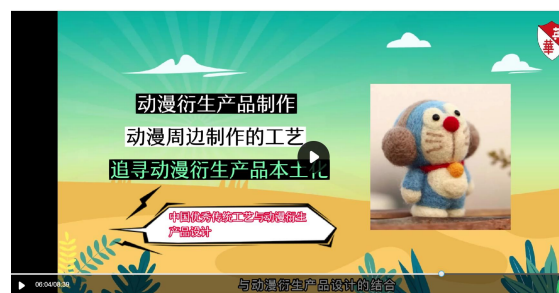 動漫衍生产品制作
动漫周边制作的工艺
追寻动漫衍生产品本土化
中国优秀传统工艺与动漫衍生
产品设计
与动漫衍生产品设计的结合
06:04/08:39
華